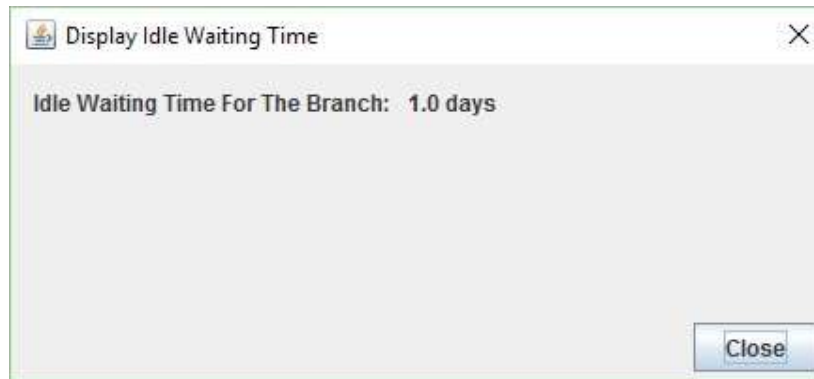 Display Idle Waiting Time
Idle Waiting Time For The Branch: 1.0 days
Close